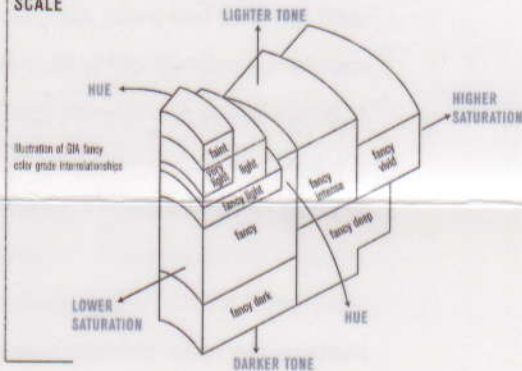 SCALE
LIGHTER TONE
HUE
HIGHER
SATURATION
Illustration of GIA fancy
color grade interrelationships
faint
very
light
light
fancy light
fancy
fancy dark
fancy
intense
fancy
vivid
fancy deep
LOWER
SATURATION
HUE
DARKER TONE